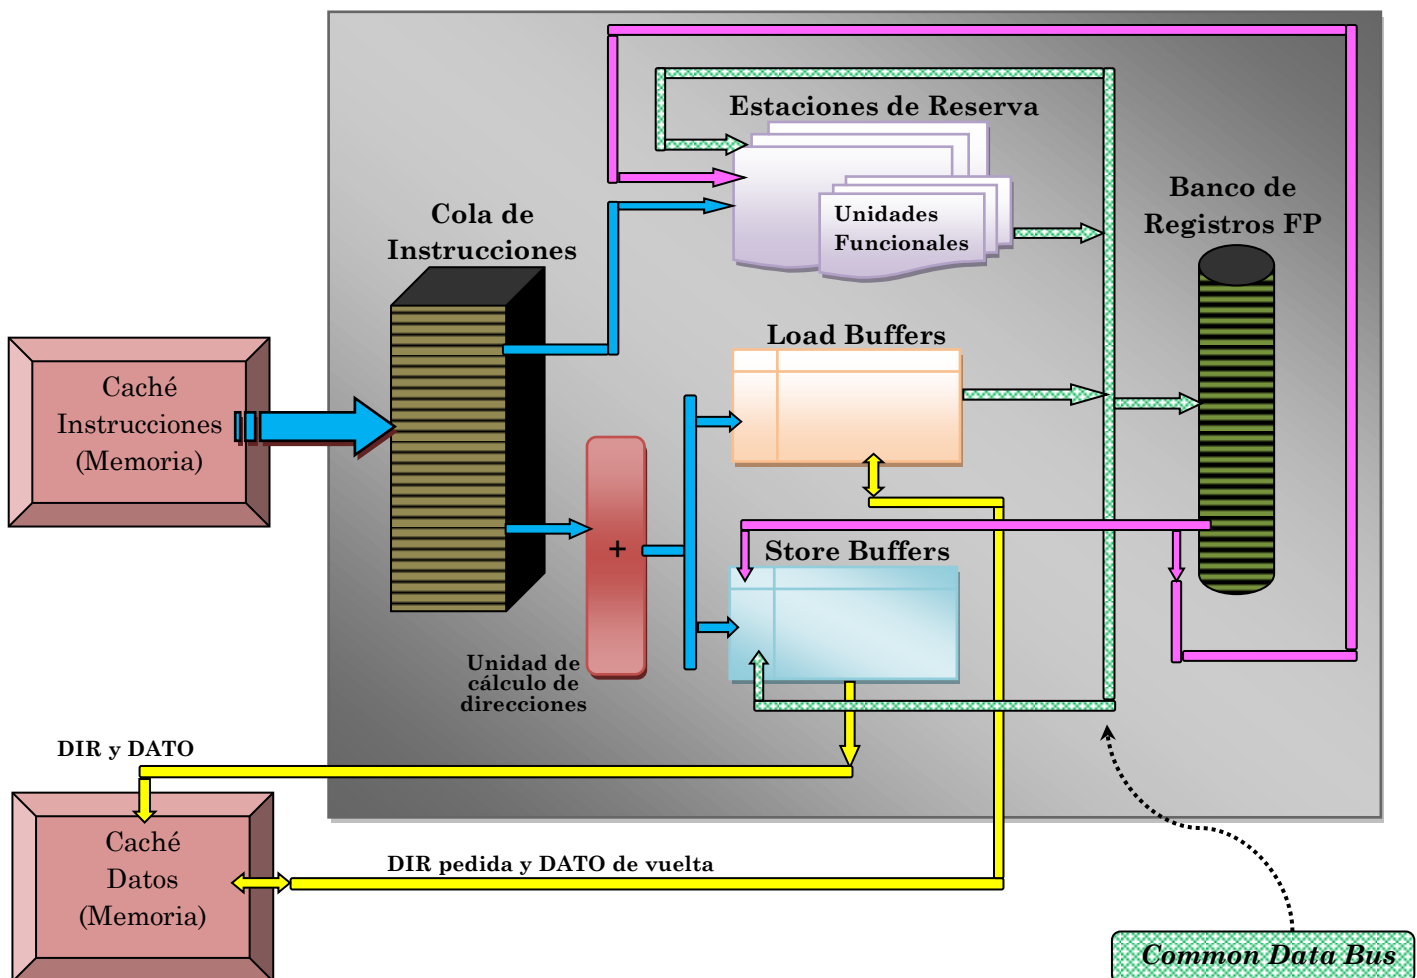 Estaciones de Reserva
Unidades
Funcionales
Banco de
Registros FP
Cola de
Instrucciones
Load Buffers
Caché
Instrucciones
(Memoria)
+
Store Buffers
Unidad de
cálculo de
direcciones
DIR y DATO
Caché
Datos
(Memoria)
DIR pedida y DATO de vuelta
Common Data Bus